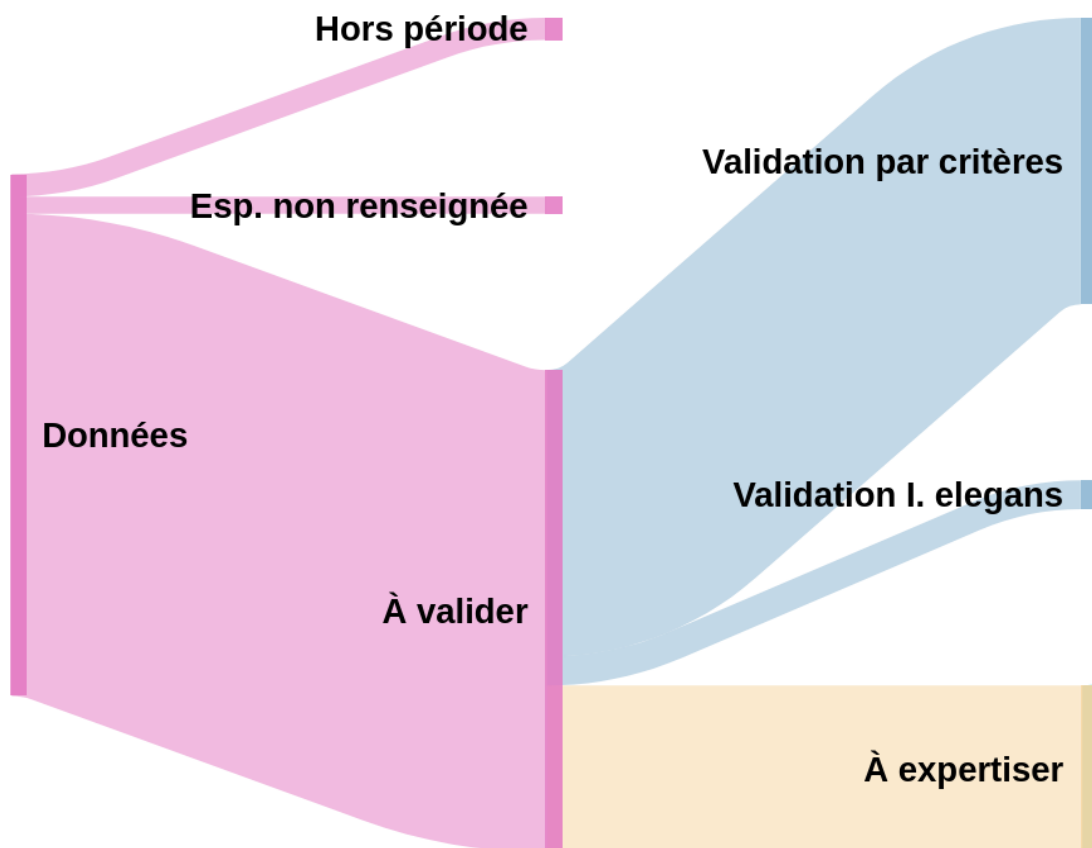 Hors période
Validation par critères
Esp. non renseignée
Données
Validation I. elegans
À valider
À expertiser